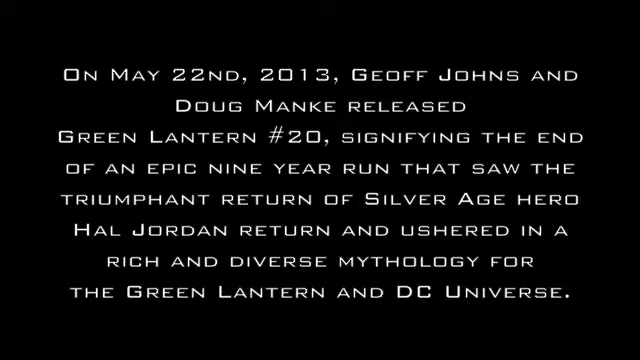 On May 22nd, 2013, Geoff Johns and
Doug Manke released
Green Lantern #20, signifying the end
of an epic nine year run that saw the
triumphant return of Silver Age hero
Hal Jordan return and ushered in a
rich and diverse mythology for
the Green Lantern and DC Universe.